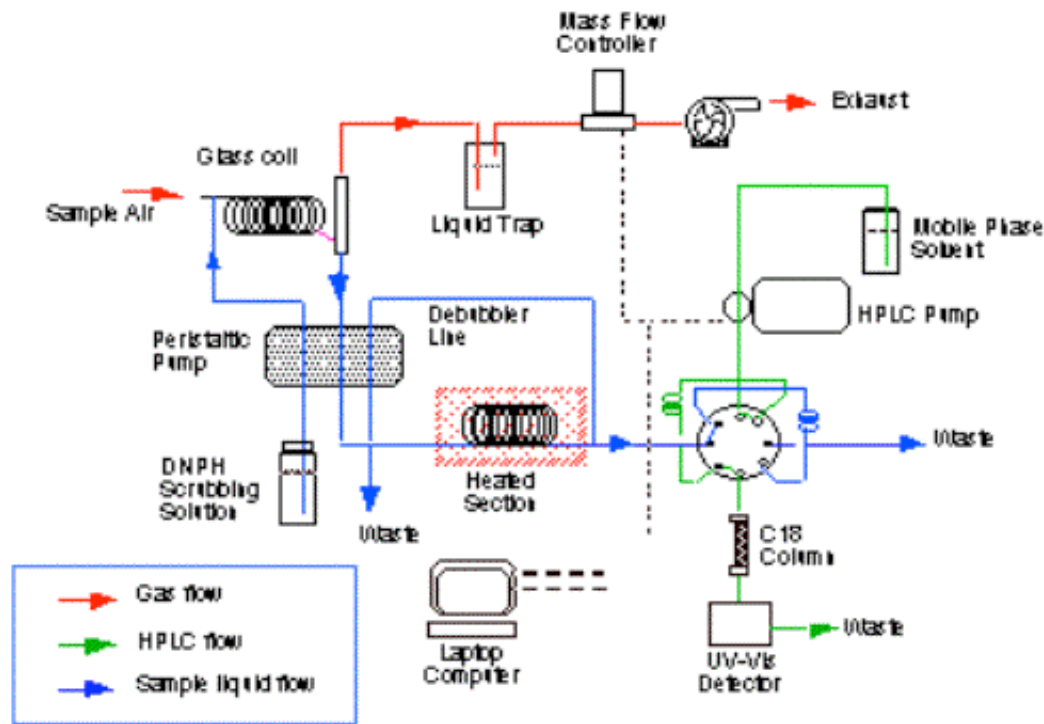 Mass Flow
Controller
Exhaust
Glass coil
Sample Air
Liquid Trap
Mobile Phase
Solvent
HPLC Pump
Debubbler
Line
Peristaltic
Pump
Waste
DNPH
Scrubbing
Solution
Heated
Section
Waste
C18
Column
Gas flow
HPLC flow
Sample liquid flow
Laptop
Computer
Waste
UV-Vis
Detector